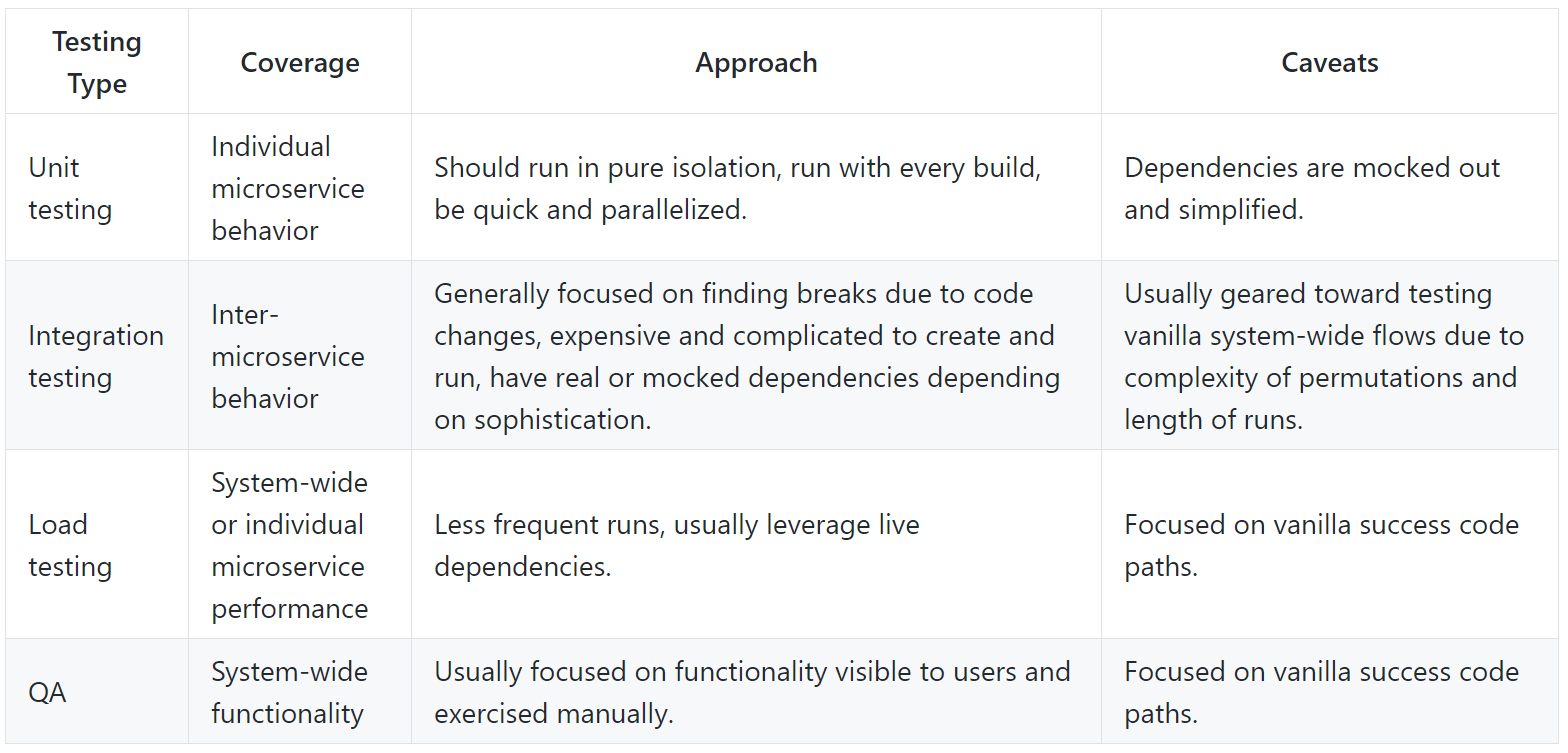 Testing
Type
Coverage
Approach
Caveats
Unit
testing
Individual
microservice
behavior
Should run in pure isolation, run with every build,
be quick and parallelized.
Dependencies are mocked out
and simplified.
Integration
testing
Inter-
microservice
behavior
Generally focused on finding breaks due to code
changes, expensive and complicated to create and
run, have real or mocked dependencies depending
on sophistication.
Usually geared toward testing
vanilla system-wide flows due to
complexity of permutations and
length of runs.
Load
testing
System-wide
or individual
microservice
performance
Less frequent runs, usually leverage live
dependencies.
Focused on vanilla success code
paths.
QA
System-wide
functionality
Usually focused on functionality visible to users and
exercised manually.
Focused on vanilla success code
paths.